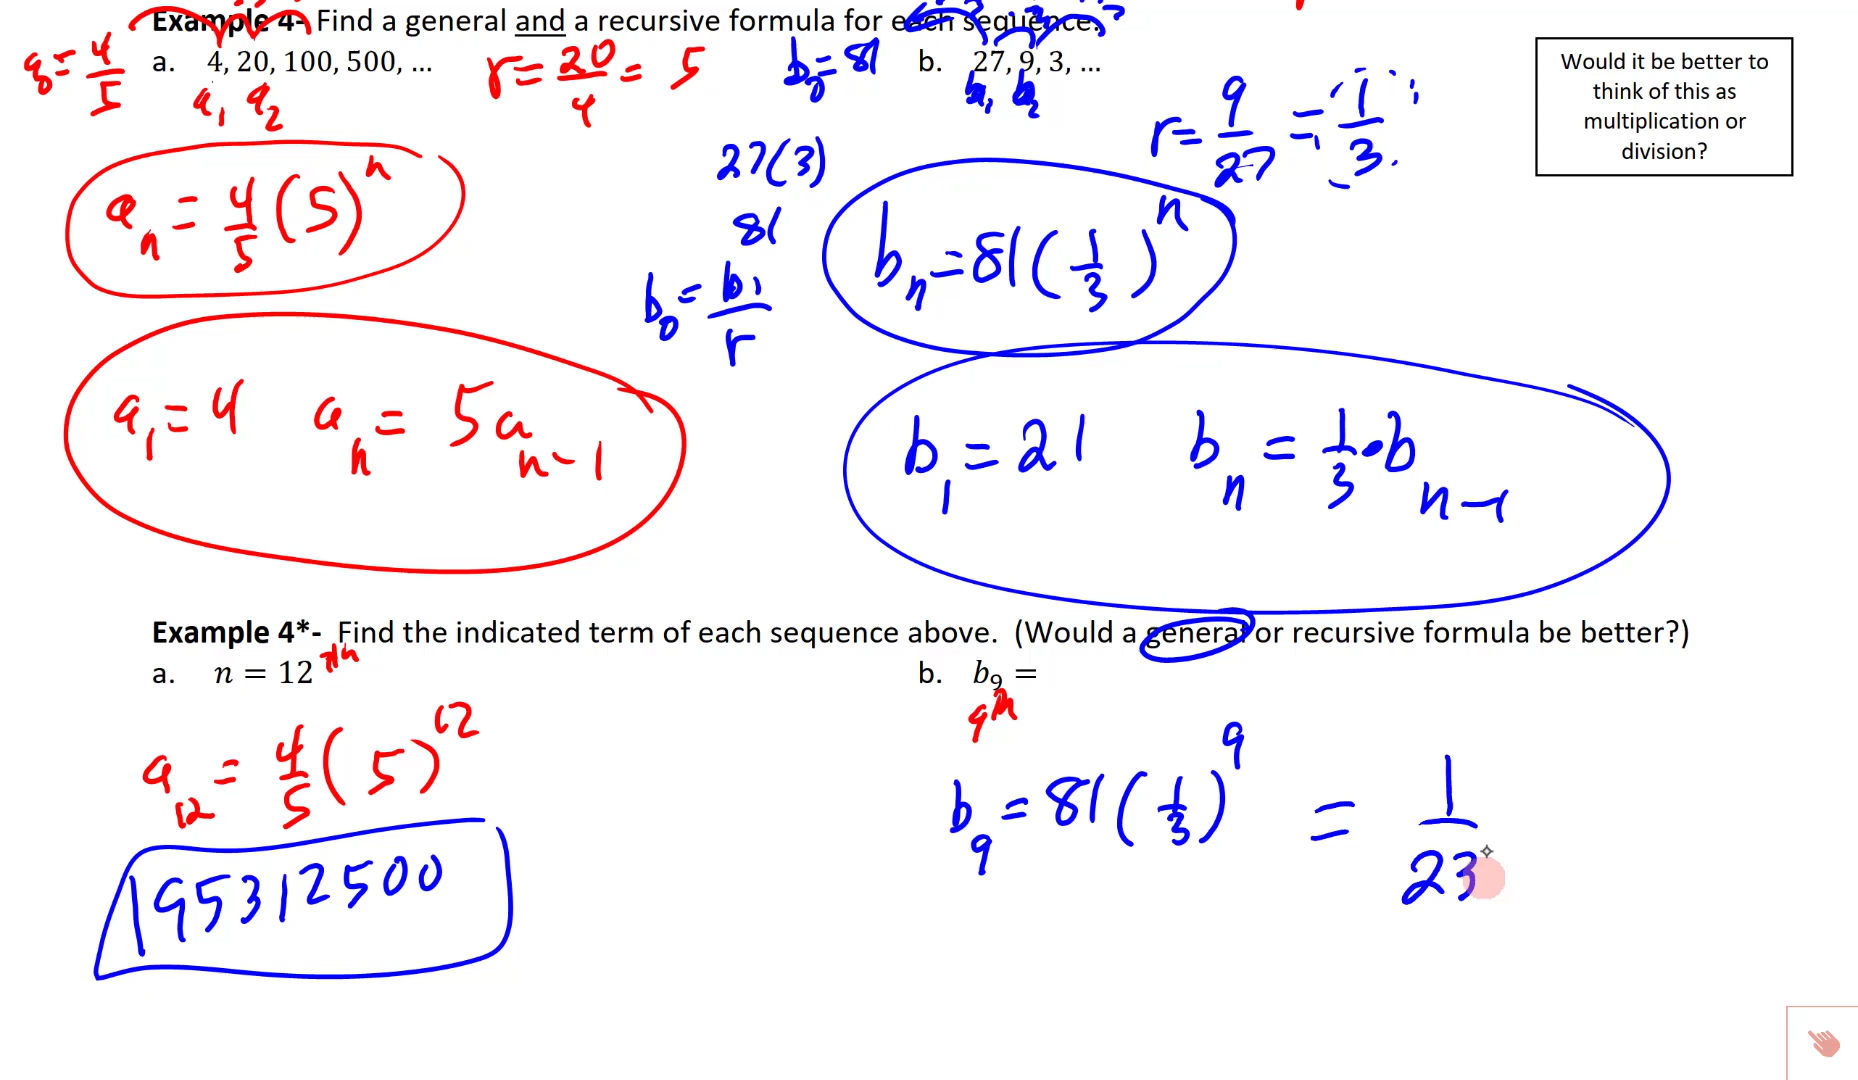 Example 4- Find a general and a recursive formula for each sequence.
a. 4, 20, 100, 500, ...
a₀ = 4/5
a₁ a₂
r = 20/4 = 5
b₀ = 81
b. 27, 9, 3, ...
b₁ b₂
r = 9/27 = 1/3
Would it be better to
think of this as
multiplication or
division?
aₙ = 4/5 (5)ⁿ
27(3)
81
b₀ = b₁/r
bₙ = 81(1/3)ⁿ
a₁ = 4 aₙ = 5aₙ₋₁
b₁ = 21 bₙ = 1/3 • bₙ₋₁
Example 4*- Find the indicated term of each sequence above. (Would a general or recursive formula be better?)
a. n = 12 th
b. b₉ =
9th
a₁₂ = 4/5 (5)¹²
195312500
b₉ = 81(1/3)⁹ = 1/23